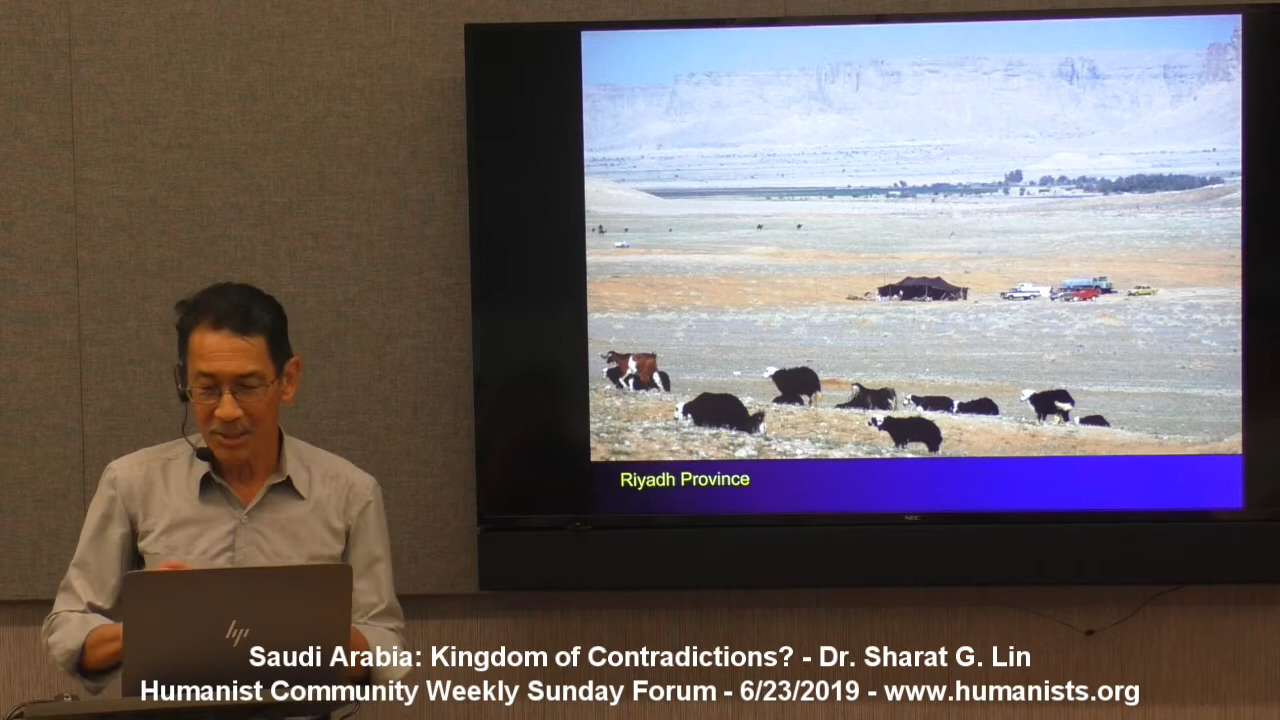 Riyadh Province
NEC
hp
Saudi Arabia: Kingdom of Contradictions? - Dr. Sharat G. Lin
Humanist Community Weekly Sunday Forum - 6/23/2019 - www.humanists.org